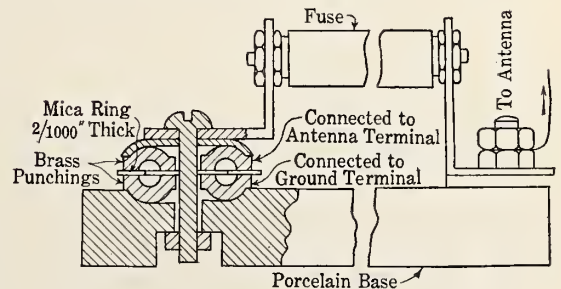 Fuse
To Antenna
Mica Ring
2/1000" Thick
Connected to
Antenna Terminal
Brass
Punchings
Connected to
Ground Terminal
Porcelain Base